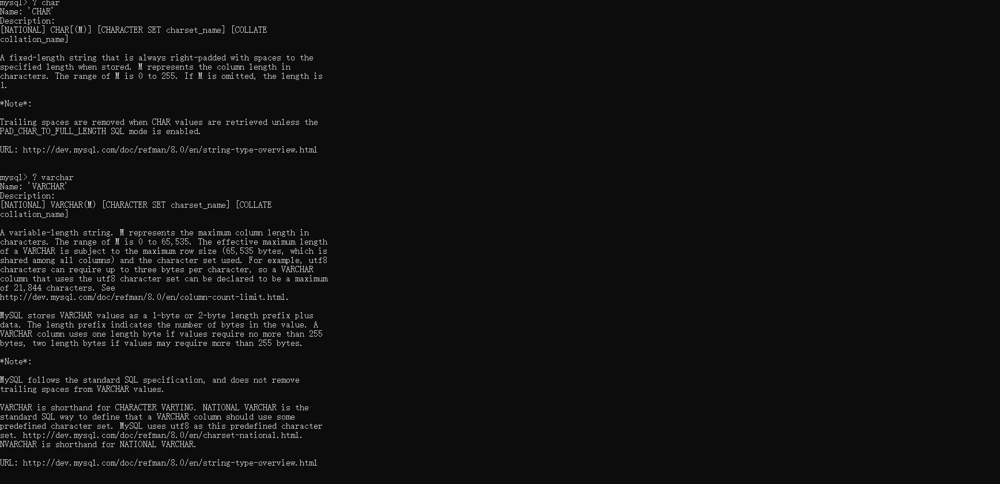 mysql> ? char
Name: 'CHAR'
Description:
[NATIONAL] CHAR[(M)] [CHARACTER SET charset_name] [COLLATE
collation_name]
A fixed-length string that is always right-padded with spaces to the
specified length when stored. M represents the column length in
characters. The range of M is 0 to 255. If M is omitted, the length is
1.
*Note*:
Trailing spaces are removed when CHAR values are retrieved unless the
PAD_CHAR_TO_FULL_LENGTH SQL mode is enabled.
URL: http://dev.mysql.com/doc/refman/8.0/en/string-type-overview.html
mysql> ? varchar
Name: 'VARCHAR'
Description:
[NATIONAL] VARCHAR(M) [CHARACTER SET charset_name] [COLLATE
collation_name]
A variable-length string. M represents the maximum column length in
characters. The range of M is 0 to 65,535. The effective maximum length
of a VARCHAR is subject to the maximum row size (65,535 bytes, which is
shared among all columns) and the character set used. For example, utf8
characters can require up to three bytes per character, so a VARCHAR
column that uses the utf8 character set can be declared to be a maximum
of 21,844 characters. See
http://dev.mysql.com/doc/refman/8.0/en/column-count-limit.html.
MySQL stores VARCHAR values as a 1-byte or 2-byte length prefix plus
data. The length prefix indicates the number of bytes in the value. A
VARCHAR column uses one length byte if values require no more than 255
bytes, two length bytes if values may require more than 255 bytes.
*Note*:
MySQL follows the standard SQL specification, and does not remove
trailing spaces from VARCHAR values.
VARCHAR is shorthand for CHARACTER VARYING. NATIONAL VARCHAR is the
standard SQL way to define that a VARCHAR column should use some
predefined character set. MySQL uses utf8 as this predefined character
set. http://dev.mysql.com/doc/refman/8.0/en/charset-national.html.
NVARCHAR is shorthand for NATIONAL VARCHAR.
URL: http://dev.mysql.com/doc/refman/8.0/en/string-type-overview.html